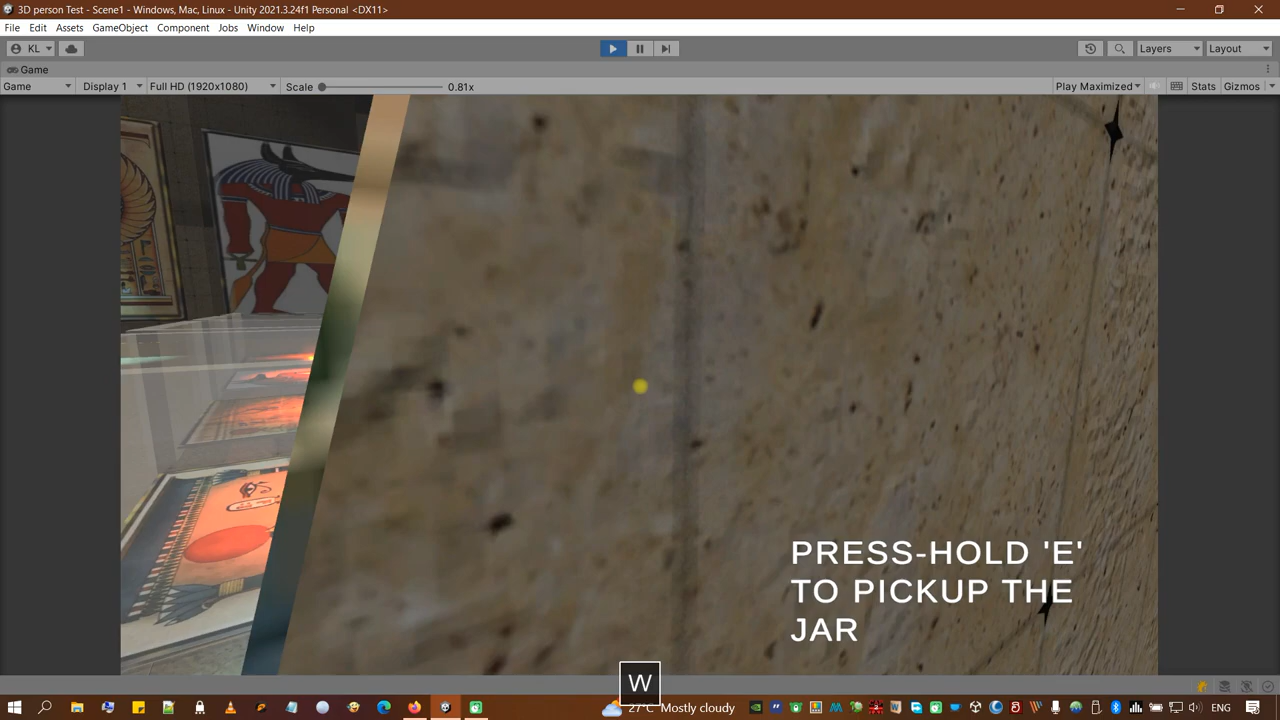 3D person Test - Scene1 - Windows, Mac, Linux - Unity 2021.3.24f1 Personal <DX11>
File Edit Assets GameObject Component Jobs Window Help
KL Layers Layout
Game
Game Display 1 Full HD (1920x1080) Scale 0.81x Play Maximized Stats Gizmos
PRESS-HOLD 'E'
TO PICKUP THE
JAR
W
27°C Mostly cloudy ENG